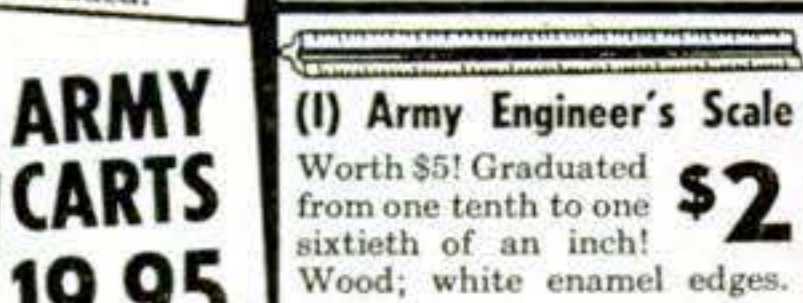 ARMY
CARTS
19.95
(I) Army Engineer's Scale
Worth $5! Graduated
from one tenth to one
sixtieth of an inch!
$2
Wood; white enamel edges.